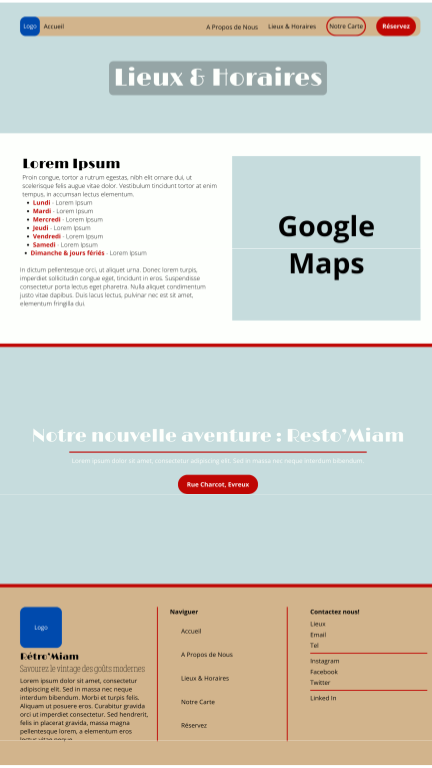 Logo Accueil A Propos de Nous Lieux & Horaires Notre Carte Réservez
Lieux & Horaires
Lorem Ipsum
Proin congue, tortor a rutrum egestas, nibh elit ornare dui, ut
scelerisque felis augue vitae dolor. Vestibulum tincidunt tortor at enim
tempus, in accumsan lectus elementum.
• Lundi - Lorem Ipsum
• Mardi - Lorem Ipsum
• Mercredi - Lorem Ipsum
• Jeudi - Lorem Ipsum
• Vendredi - Lorem Ipsum
• Samedi - Lorem Ipsum
• Dimanche & jours fériés - Lorem Ipsum
In dictum pellentesque orci, ut aliquet urna. Donec lorem turpis,
imperdiet sollicitudin congue eget, tincidunt in eros. Suspendisse
consectetur porta lectus eget pharetra. Nulla aliquet condimentum
justo vitae dapibus. Duis lacus lectus, pulvinar nec est sit amet,
elementum fringilla dui.
Google
Maps
Notre nouvelle aventure : Resto'Miam
Lorem ipsum dolor sit amet, consectetur adipiscing elit. Sed in massa nec neque interdum bibendum.
Rue Charcot, Evreux
Logo
Rétro'Miam
Savourez le vintage des goûts modernes
Lorem ipsum dolor sit amet, consectetur
adipiscing elit. Sed in massa nec neque
interdum bibendum. Morbi et turpis felis.
Aliquam ut posuere eros. Curabitur gravida
orci ut imperdiet consectetur. Sed hendrerit,
felis in placerat gravida, massa magna
pellentesque lorem, a elementum eros
Naviguer
Accueil
A Propos de Nous
Lieux & Horaires
Notre Carte
Réservez
Contactez nous!
Lieux
Email
Tel
Instagram
Facebook
Twitter
Linked In